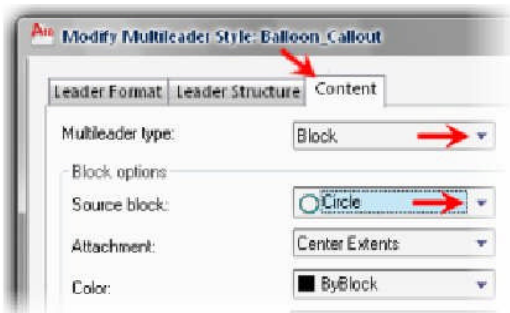 Modify Multileader Style: Balloon_Callout
Leader Format Leader Structure Content
Multileader type: Block
Block options
Source block: Circle
Attachment: Center Extents
Color: ByBlock